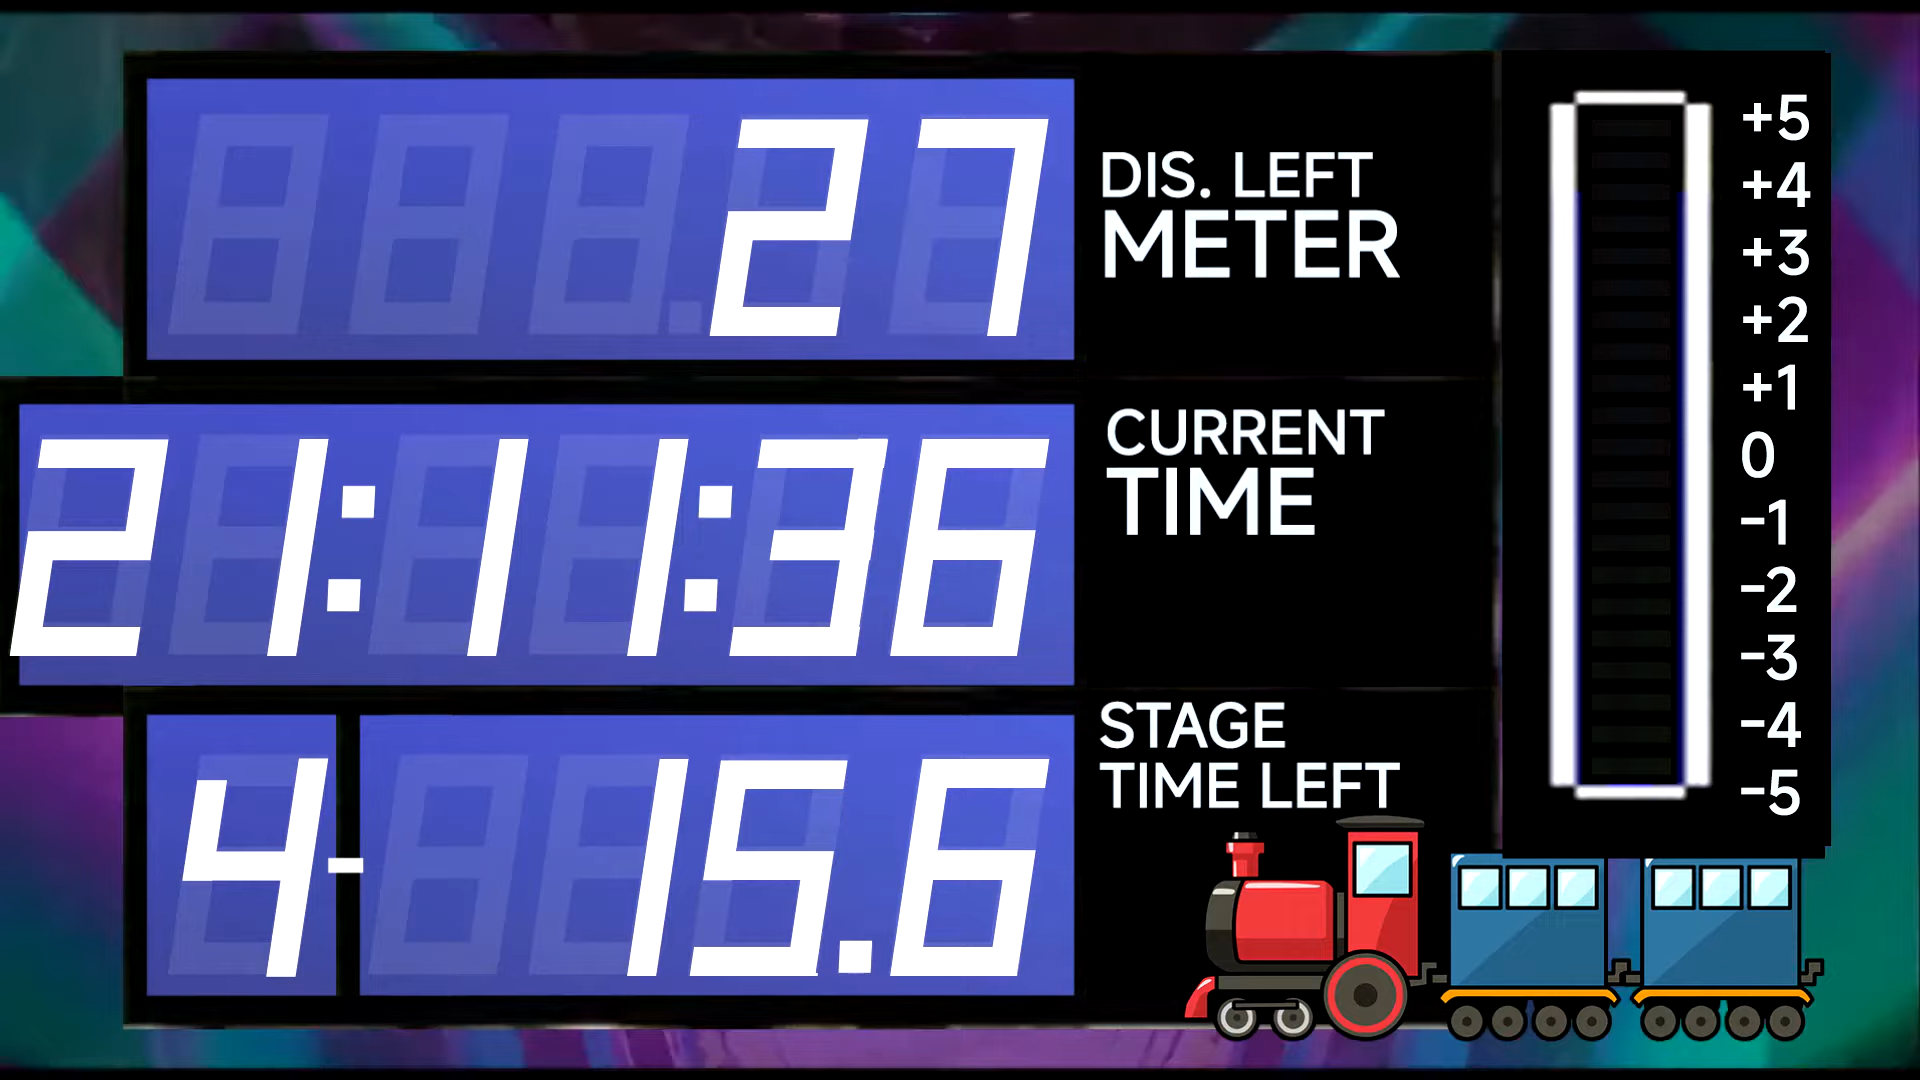 27
DIS. LEFT
METER
21:11:36
CURRENT
TIME
4-15.6
STAGE
TIME LEFT
+5
+4
+3
+2
+1
0
-1
-2
-3
-4
-5